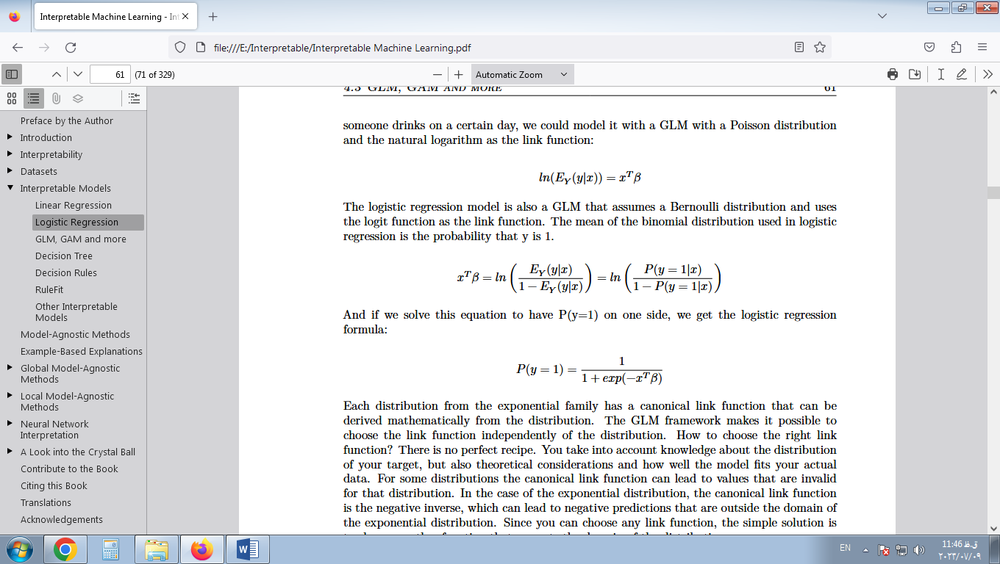 Interpretable Machine Learning - Int
file:///E:/Interpretable/Interpretable Machine Learning.pdf
61 (71 of 329)
Automatic Zoom
Preface by the Author
Introduction
Interpretability
Datasets
Interpretable Models
Linear Regression
Logistic Regression
GLM, GAM and more
Decision Tree
Decision Rules
RuleFit
Other Interpretable
Models
Model-Agnostic Methods
Example-Based Explanations
Global Model-Agnostic
Methods
Local Model-Agnostic
Methods
Neural Network
Interpretation
A Look into the Crystal Ball
Contribute to the Book
Citing this Book
Translations
Acknowledgements
4.3 GLM, GAM AND MORE 61
someone drinks on a certain day, we could model it with a GLM with a Poisson distribution
and the natural logarithm as the link function:
ln(E_Y(y|x)) = x^T β
The logistic regression model is also a GLM that assumes a Bernoulli distribution and uses
the logit function as the link function. The mean of the binomial distribution used in logistic
regression is the probability that y is 1.
x^T β = ln (E_Y(y|x) / (1 − E_Y(y|x))) = ln (P(y = 1|x) / (1 − P(y = 1|x)))
And if we solve this equation to have P(y=1) on one side, we get the logistic regression
formula:
P(y = 1) = 1 / (1 + exp(−x^T β))
Each distribution from the exponential family has a canonical link function that can be
derived mathematically from the distribution. The GLM framework makes it possible to
choose the link function independently of the distribution. How to choose the right link
function? There is no perfect recipe. You take into account knowledge about the distribution
of your target, but also theoretical considerations and how well the model fits your actual
data. For some distributions the canonical link function can lead to values that are invalid
for that distribution. In the case of the exponential distribution, the canonical link function
is the negative inverse, which can lead to negative predictions that are outside the domain of
the exponential distribution. Since you can choose any link function, the simple solution is
EN
11:46 ق.ظ
۲۰۲۳/۰۷/۰۹